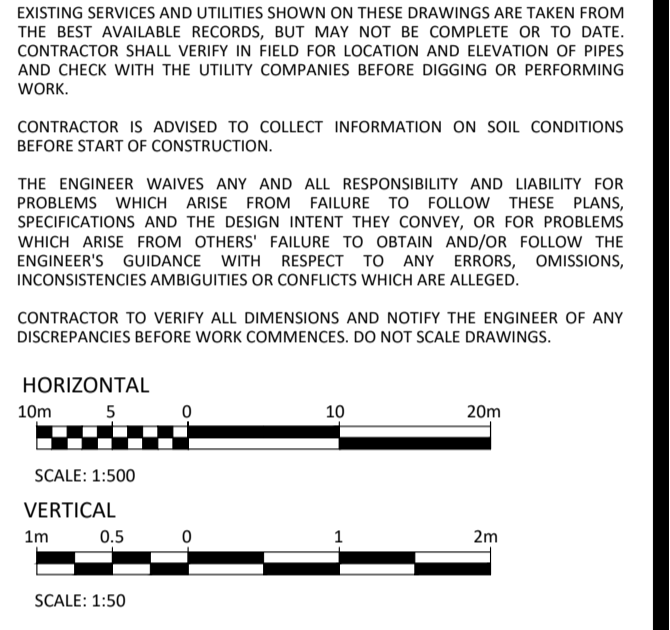 EXISTING SERVICES AND UTILITIES SHOWN ON THESE DRAWINGS ARE TAKEN FROM
THE BEST AVAILABLE RECORDS, BUT MAY NOT BE COMPLETE OR TO DATE.
CONTRACTOR SHALL VERIFY IN FIELD FOR LOCATION AND ELEVATION OF PIPES
AND CHECK WITH THE UTILITY COMPANIES BEFORE DIGGING OR PERFORMING
WORK.
CONTRACTOR IS ADVISED TO COLLECT INFORMATION ON SOIL CONDITIONS
BEFORE START OF CONSTRUCTION.
THE ENGINEER WAIVES ANY AND ALL RESPONSIBILITY AND LIABILITY FOR
PROBLEMS WHICH ARISE FROM FAILURE TO FOLLOW THESE PLANS,
SPECIFICATIONS AND THE DESIGN INTENT THEY CONVEY, OR FOR PROBLEMS
WHICH ARISE FROM OTHERS' FAILURE TO OBTAIN AND/OR FOLLOW THE
ENGINEER'S GUIDANCE WITH RESPECT TO ANY ERRORS, OMISSIONS,
INCONSISTENCIES AMBIGUITIES OR CONFLICTS WHICH ARE ALLEGED.
CONTRACTOR TO VERIFY ALL DIMENSIONS AND NOTIFY THE ENGINEER OF ANY
DISCREPANCIES BEFORE WORK COMMENCES. DO NOT SCALE DRAWINGS.
HORIZONTAL
10m 5 0 10 20m
SCALE: 1:500
VERTICAL
1m 0.5 0 1 2m
SCALE: 1:50